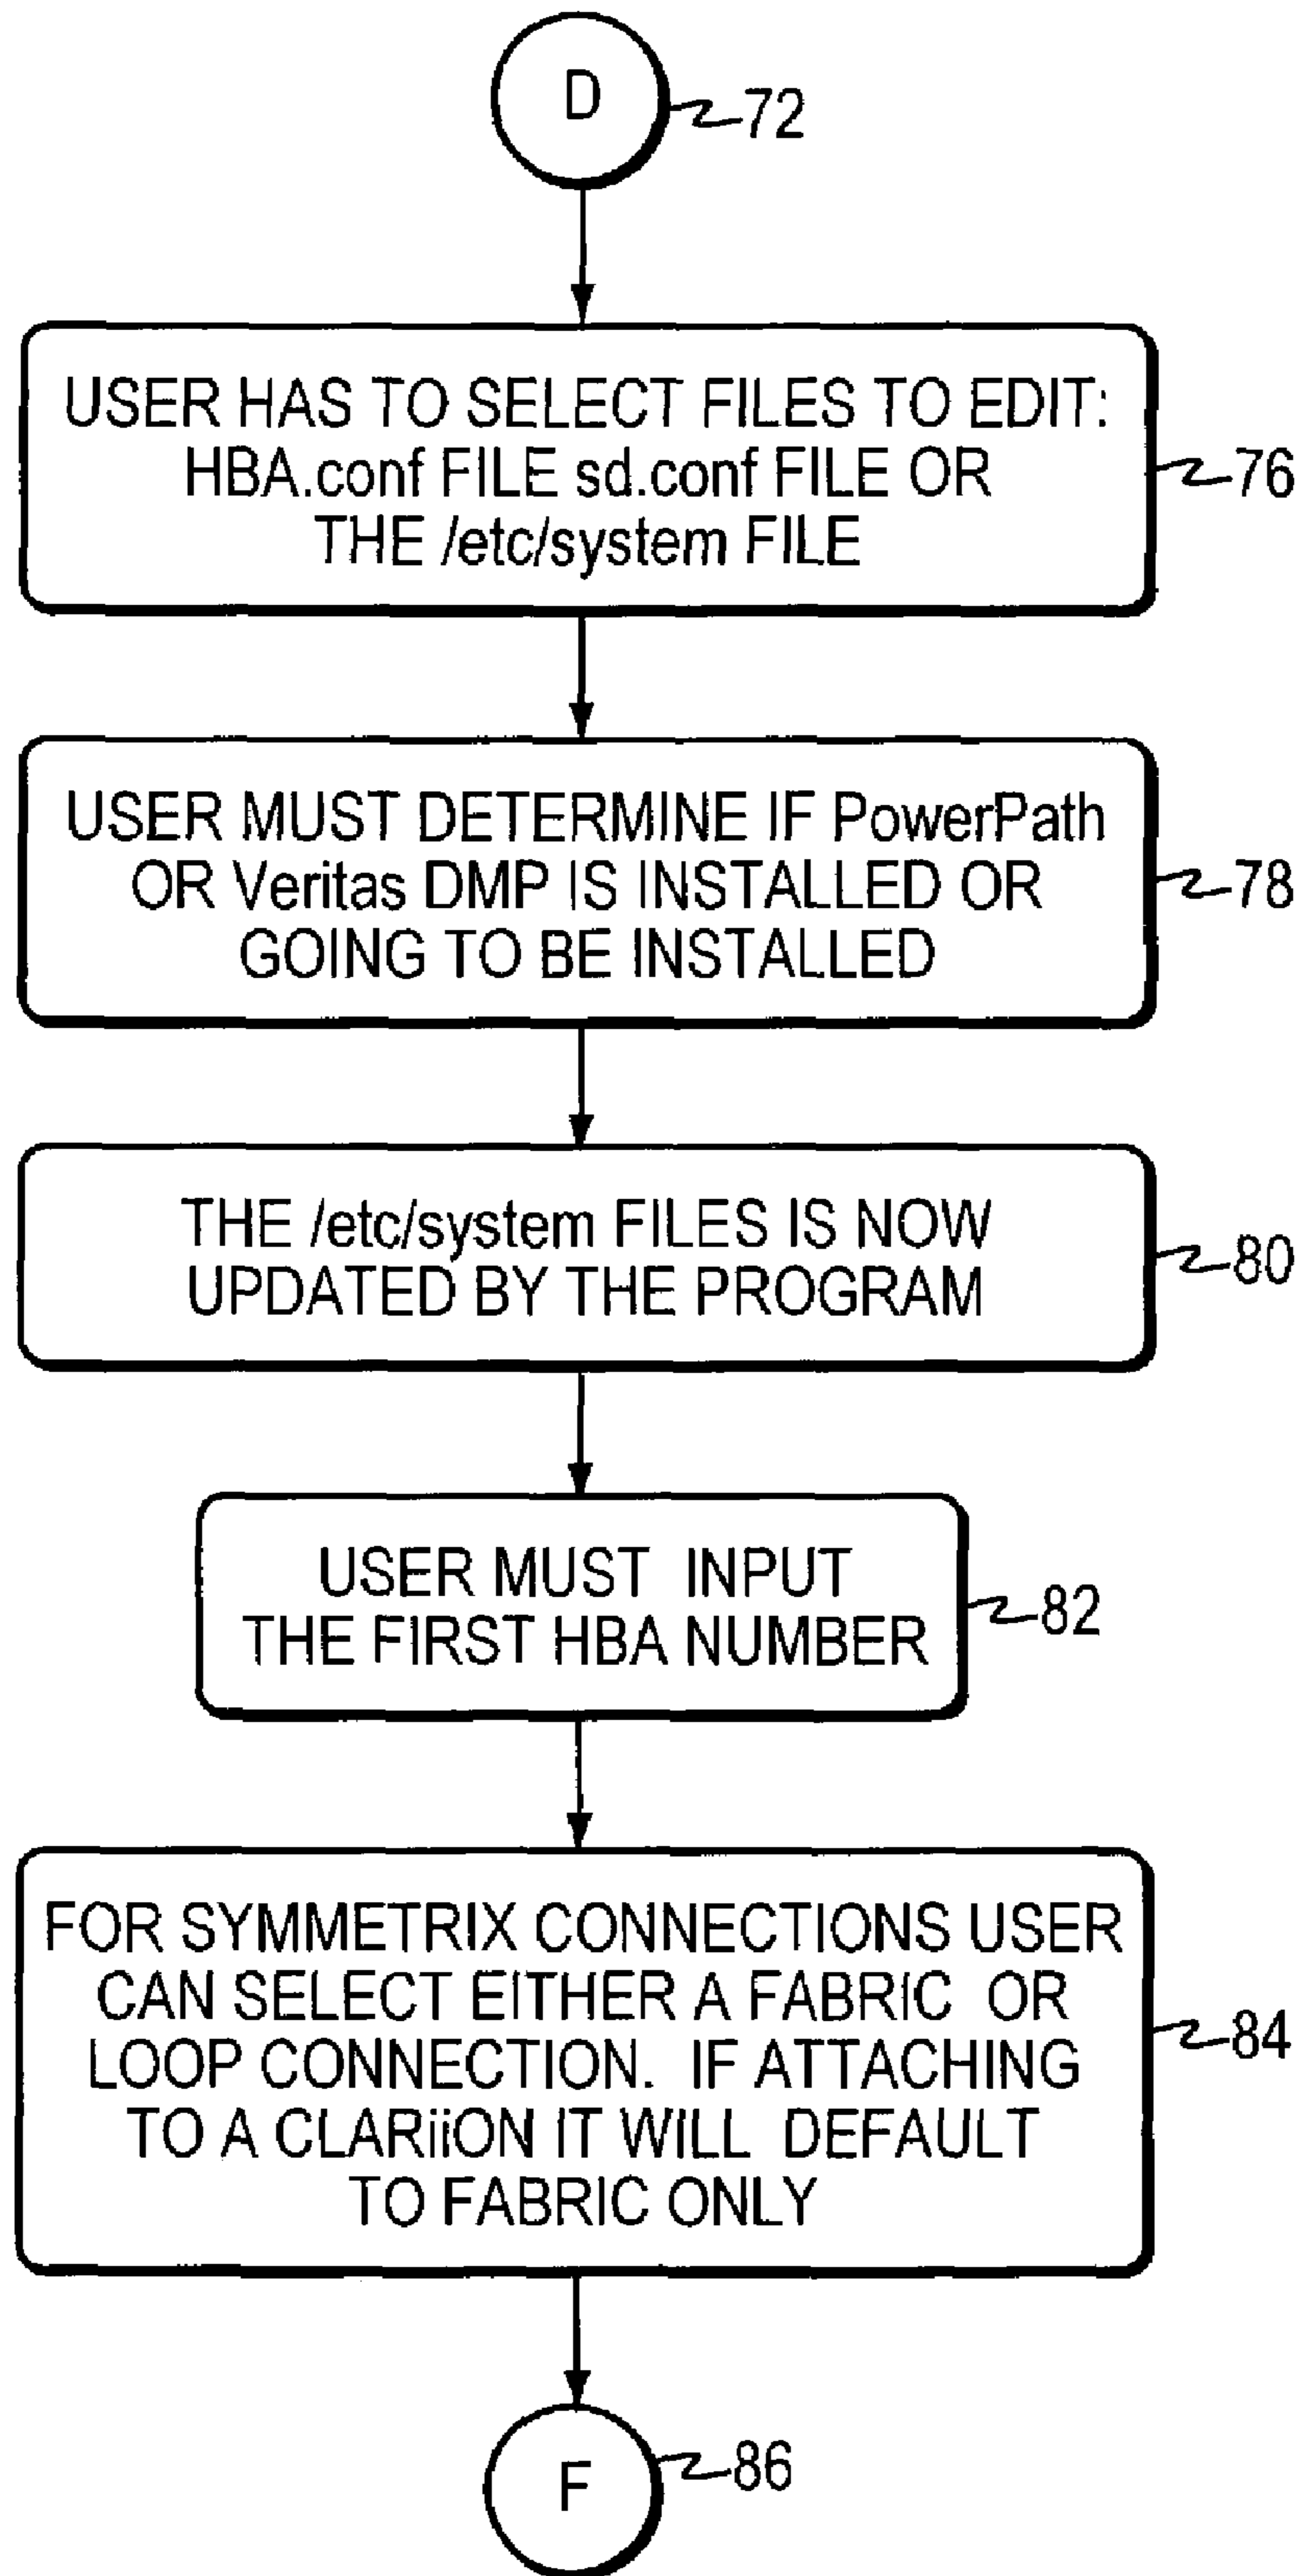 D
72
USER HAS TO SELECT FILES TO EDIT:
HBA.conf FILE sd.conf FILE OR
THE /etc/system FILE
76
USER MUST DETERMINE IF PowerPath
OR Veritas DMP IS INSTALLED OR
GOING TO BE INSTALLED
78
THE /etc/system FILES IS NOW
UPDATED BY THE PROGRAM
80
USER MUST INPUT
THE FIRST HBA NUMBER
82
FOR SYMMETRIX CONNECTIONS USER
CAN SELECT EITHER A FABRIC OR
LOOP CONNECTION. IF ATTACHING
TO A CLARiiON IT WILL DEFAULT
TO FABRIC ONLY
84
F
86